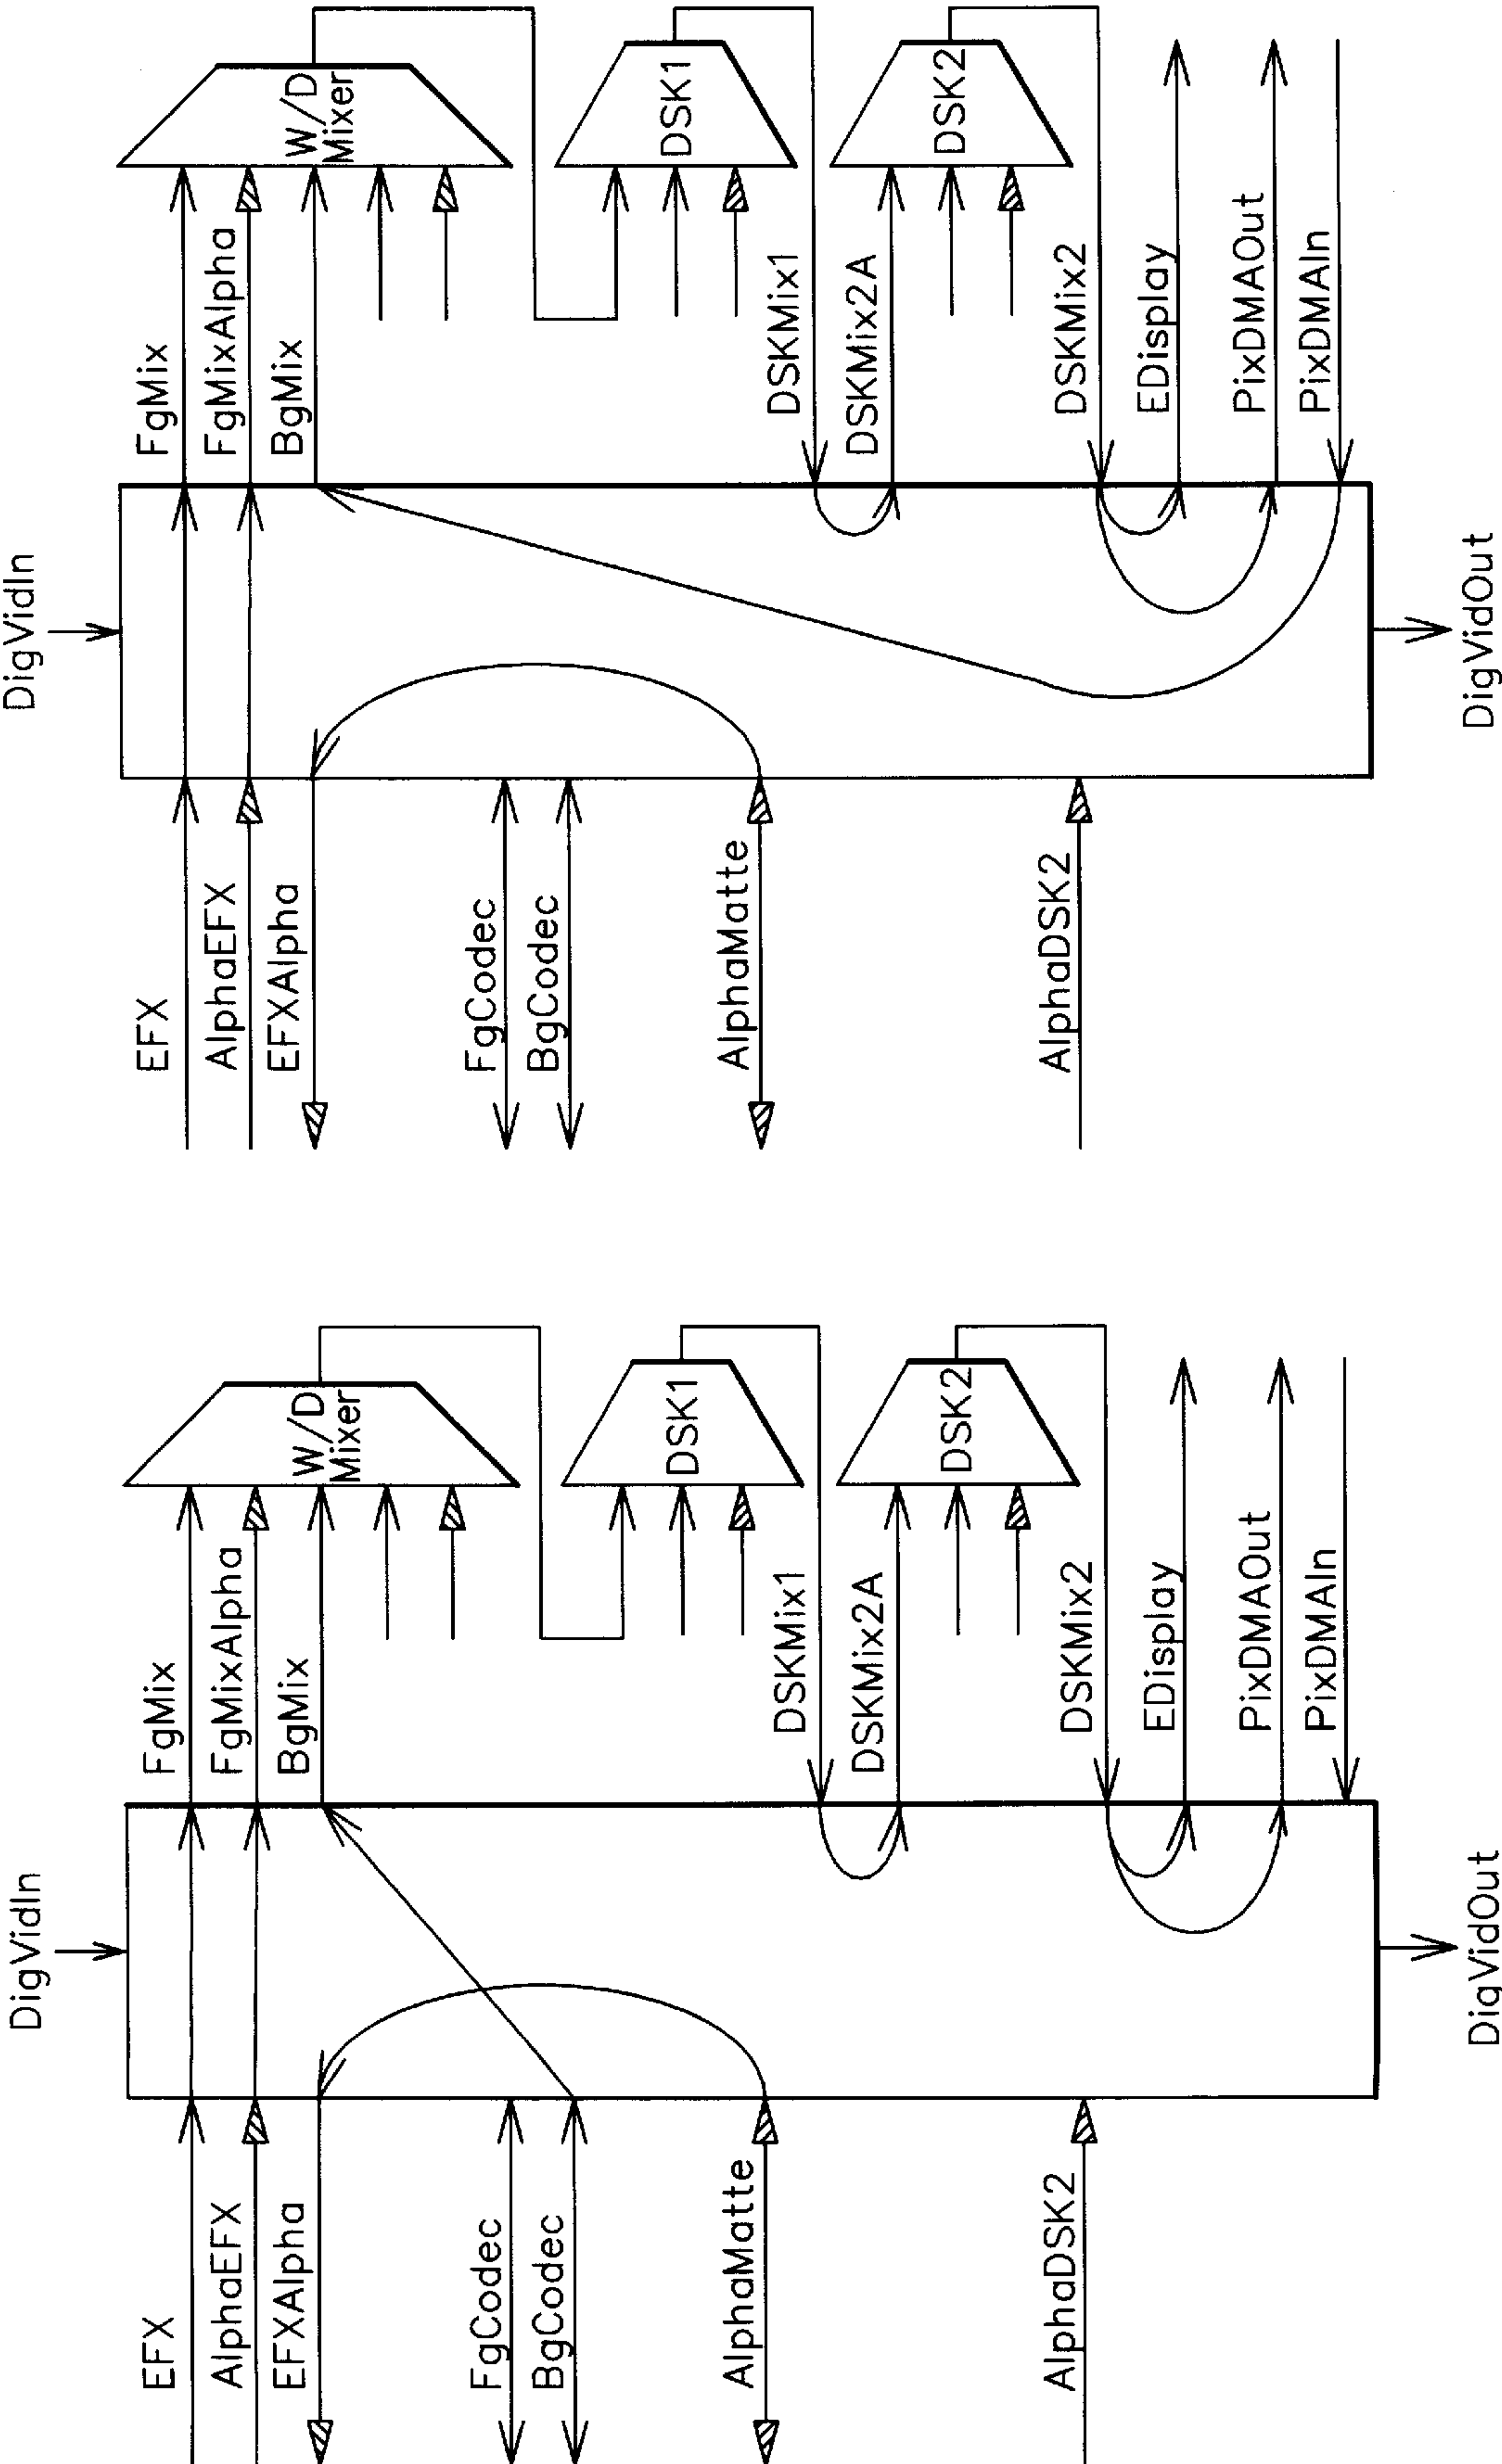 DigVidIn
EFX
AlphaEFX
EFXAlpha
FgCodec
BgCodec
AlphaMatte
AlphaDSK2
FgMix
FgMixAlpha
BgMix
DSKMix1
DSKMix2A
DSKMix2
EDisplay
PixDMAOut
PixDMAIn
W/D
Mixer
DSK1
DSK2
DigVidOut
DigVidIn
EFX
AlphaEFX
EFXAlpha
FgCodec
BgCodec
AlphaMatte
AlphaDSK2
FgMix
FgMixAlpha
BgMix
DSKMix1
DSKMix2A
DSKMix2
EDisplay
PixDMAOut
PixDMAIn
W/D
Mixer
DSK1
DSK2
DigVidOut